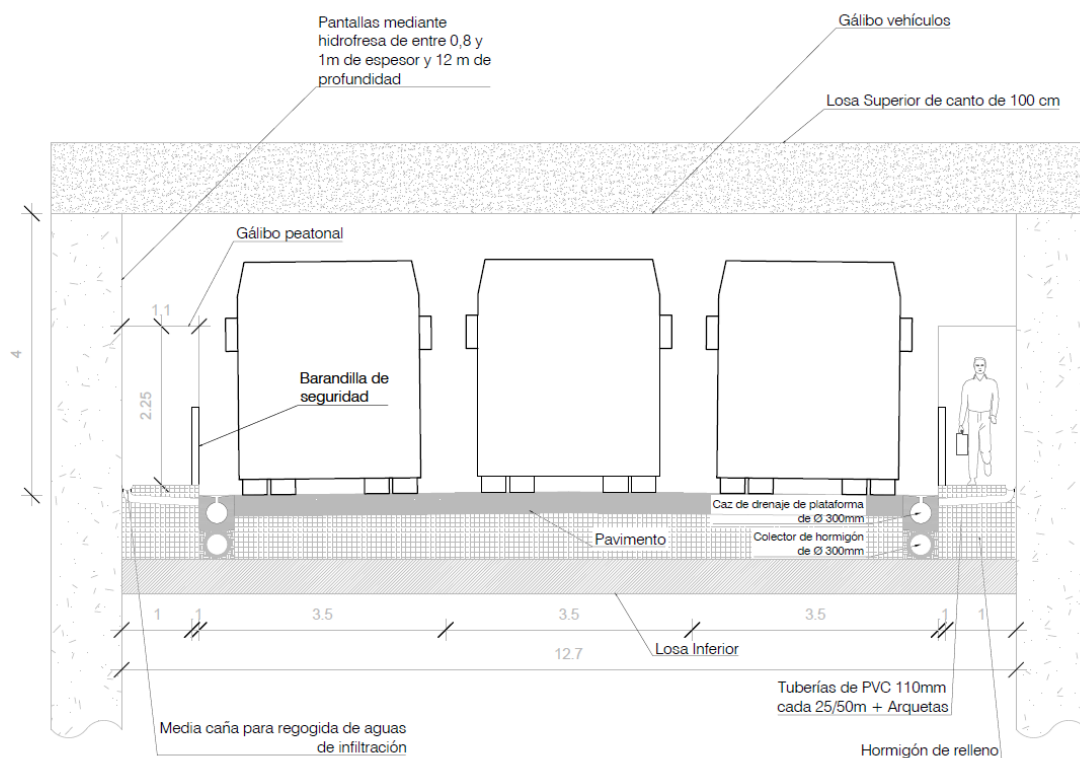 Pantallas mediante
hidrofresa de entre 0,8 y
1m de espesor y 12 m de
profundidad
Gálibo vehículos
Losa Superior de canto de 100 cm
Gálibo peatonal
1,1
4
2.25
Barandilla de
seguridad
Caz de drenaje de plataforma
de Ø 300mm
Pavimento
Colector de hormigón
de Ø 300mm
1
1
3.5
3.5
3.5
1
1
12.7
Losa Inferior
Tuberías de PVC 110mm
cada 25/50m + Arquetas
Media caña para regogida de aguas
de infiltración
Hormigón de relleno